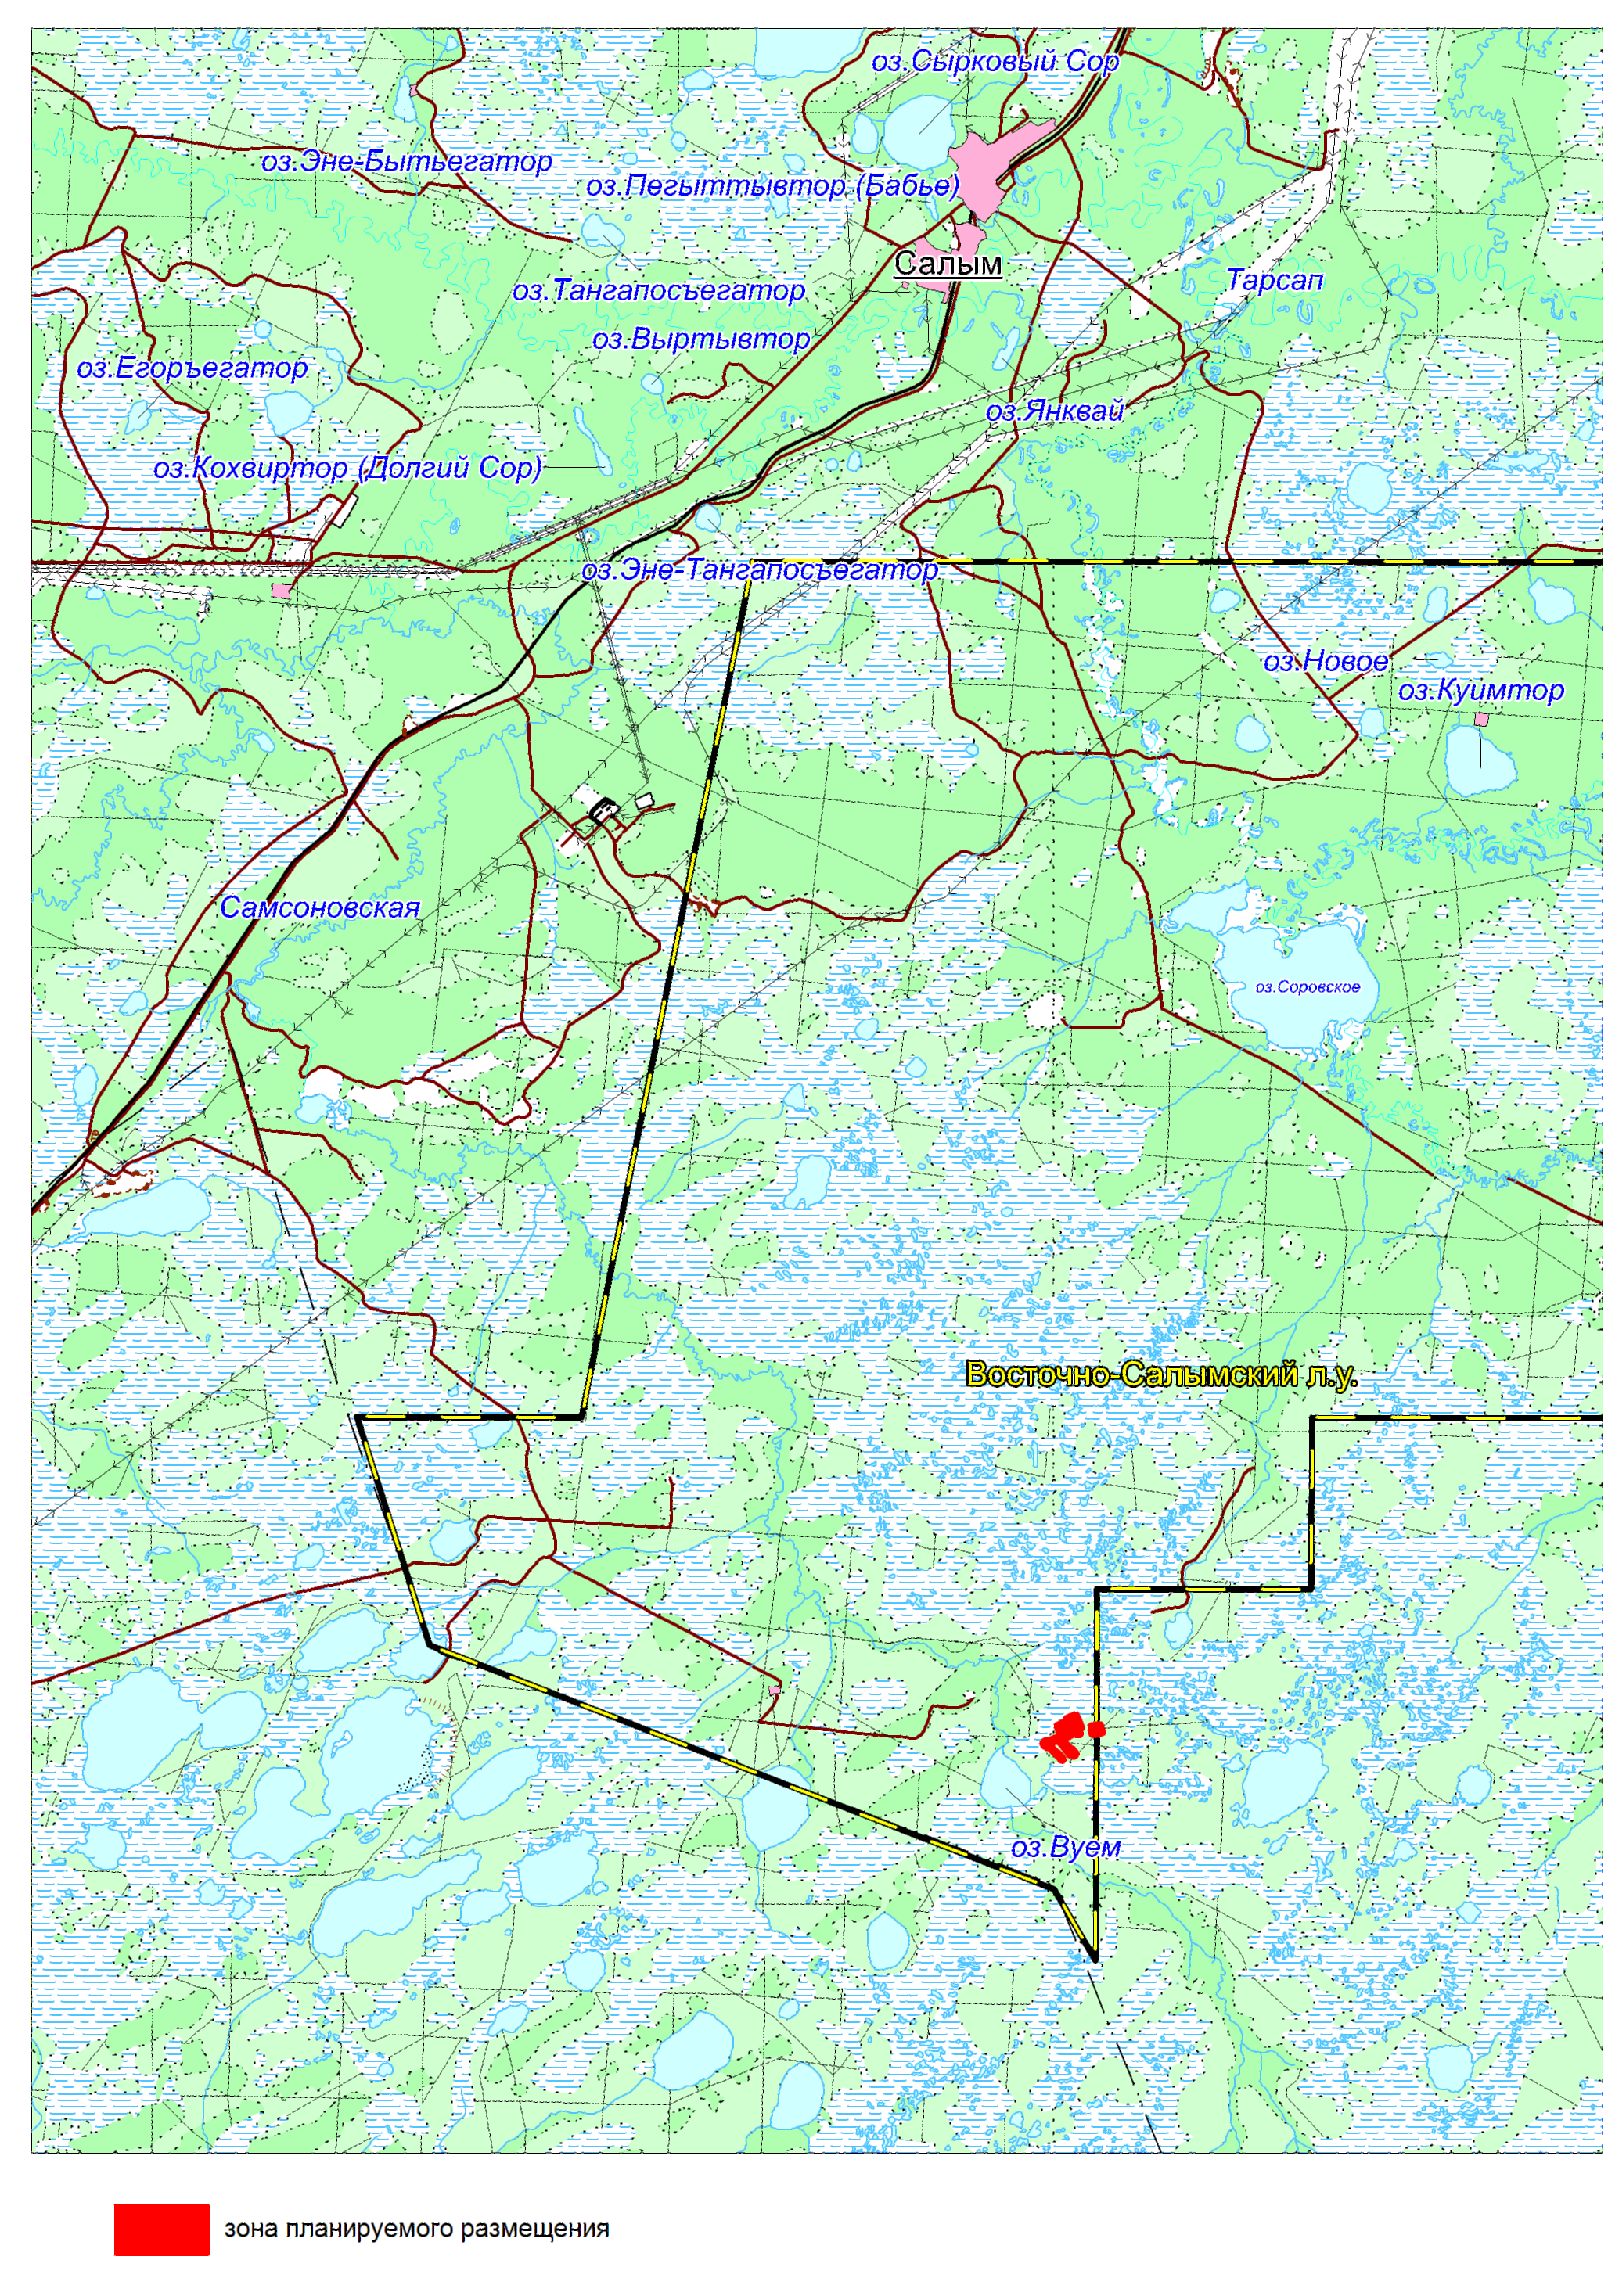 оз.Сырковый Сор
оз.Эне-Бытьегатор
оз.Пегыттывтор (Бабье)
Салым
Тарсап
оз.Тангапосъегатор
оз.Выртывтор
оз.Егоръегатор
оз.Янквай
оз.Кохвиртор (Долгий Сор)
оз.Эне-Тангапосъегатор
оз.Новое
оз.Куимтор
Самсоновская
оз.Соровское
Восточно-Салымский л.у.
оз.Вуем
зона планируемого размещения